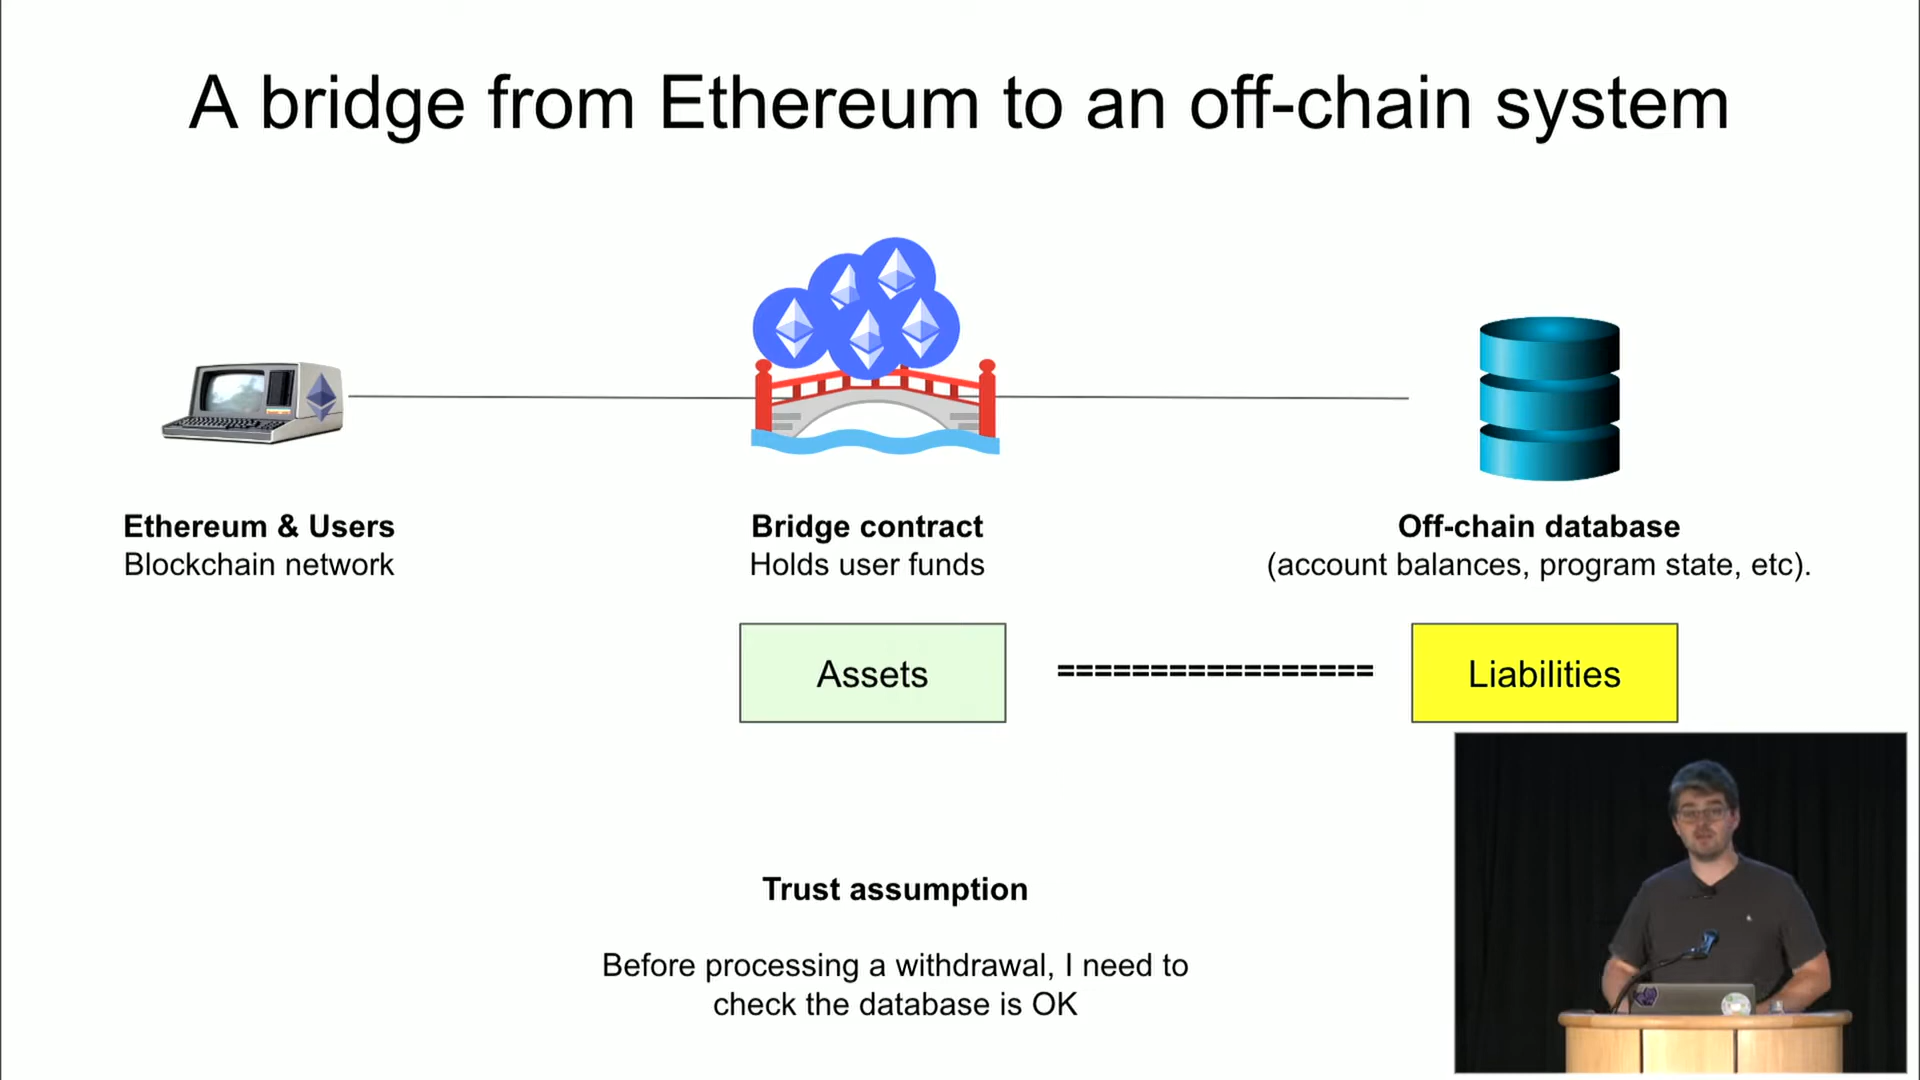 A bridge from Ethereum to an off-chain system
Ethereum & Users
Blockchain network
Bridge contract
Holds user funds
Off-chain database
(account balances, program state, etc).
Assets
=================
Liabilities
Trust assumption
Before processing a withdrawal, I need to
check the database is OK